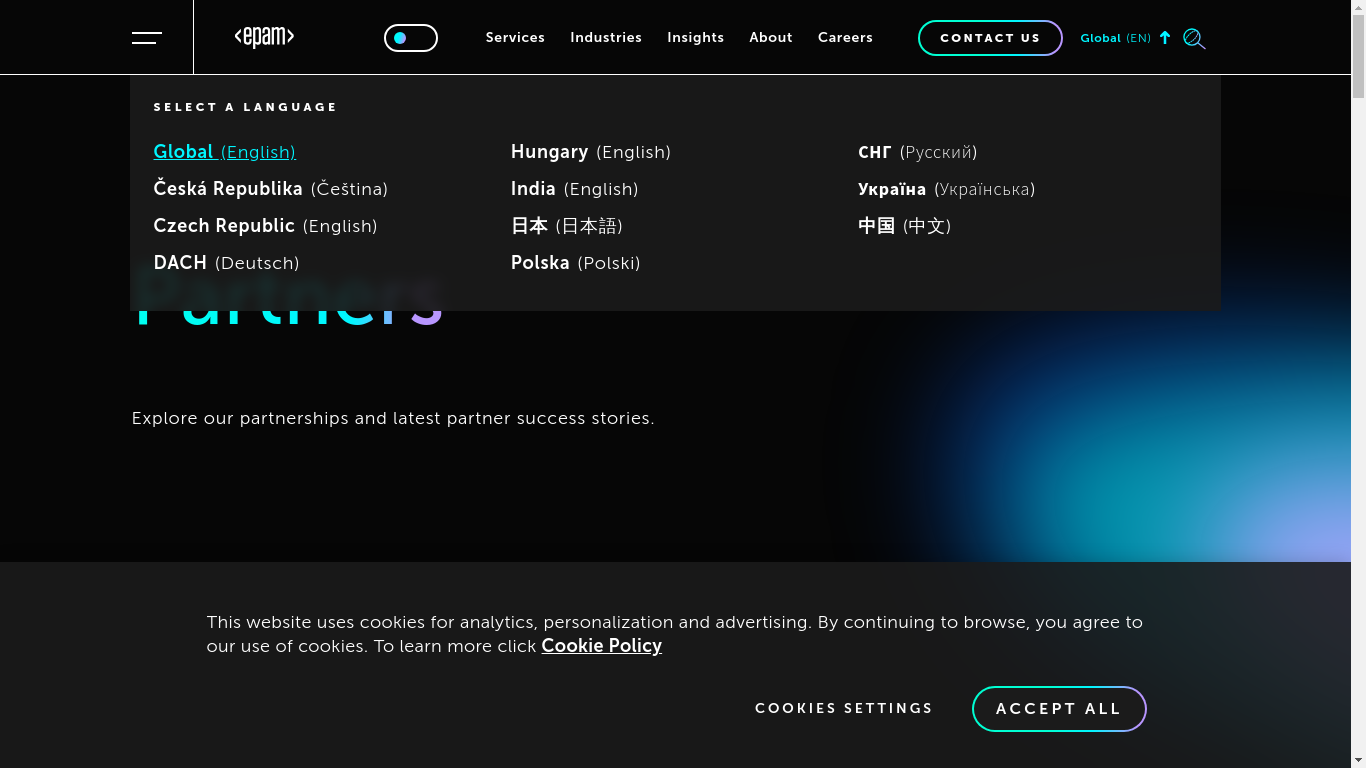 <epam>
Services
Industries
Insights
About
Careers
CONTACT US
Global (EN)
SELECT A LANGUAGE
Global (English)
Česká Republika (Čeština)
Czech Republic (English)
DACH (Deutsch)
Hungary (English)
India (English)
日本 (日本語)
Polska (Polski)
СНГ (Русский)
Україна (Українська)
中国 (中文)
Partners
Explore our partnerships and latest partner success stories.
This website uses cookies for analytics, personalization and advertising. By continuing to browse, you agree to
our use of cookies. To learn more click Cookie Policy
COOKIES SETTINGS
ACCEPT ALL